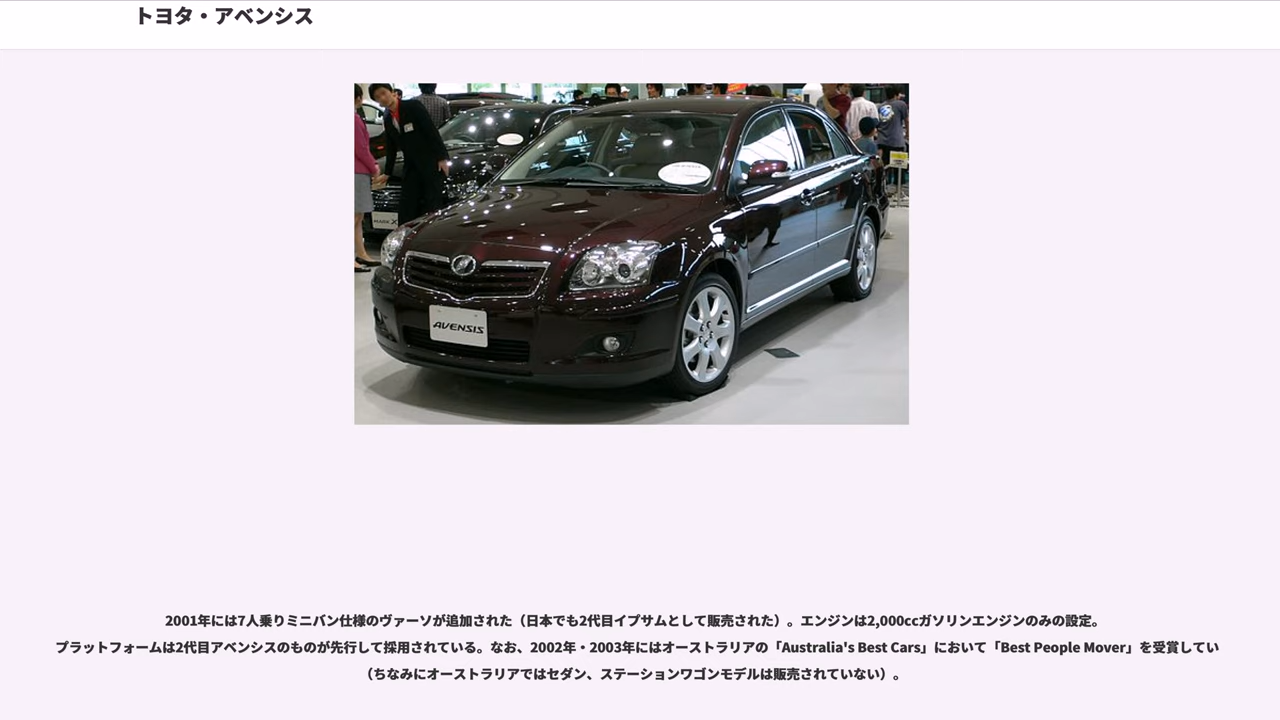 トヨタ・アベンシス
MARK X
AVENSIS
2001年には7人乗りミニバン仕様のヴァーソが追加された（日本でも2代目イプサムとして販売された）。エンジンは2,000ccガソリンエンジンのみの設定。
プラットフォームは2代目アベンシスのものが先行して採用されている。なお、2002年・2003年にはオーストラリアの「Australia's Best Cars」において「Best People Mover」を受賞してい
（ちなみにオーストラリアではセダン、ステーションワゴンモデルは販売されていない）。